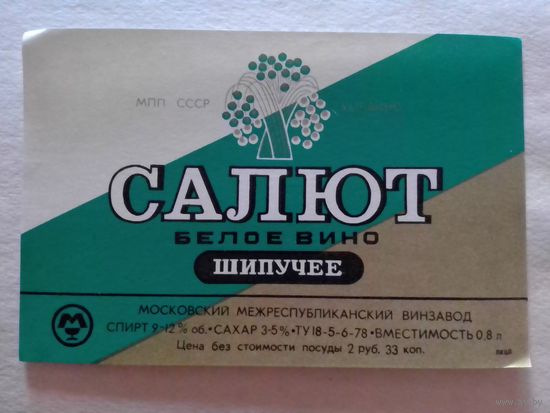 МПП СССР
САЛЮТ
БЕЛОЕ ВИНО
ШИПУЧЕЕ
МОСКОВСКИЙ МЕЖРЕСПУБЛИКАНСКИЙ ВИНЗАВОД
СПИРТ 9-12% об.•САХАР 3-5%•ТУ 18-5-6-78•ВМЕСТИМОСТЬ 0,8 л
Цена без стоимости посуды 2 руб. 33 коп.
М